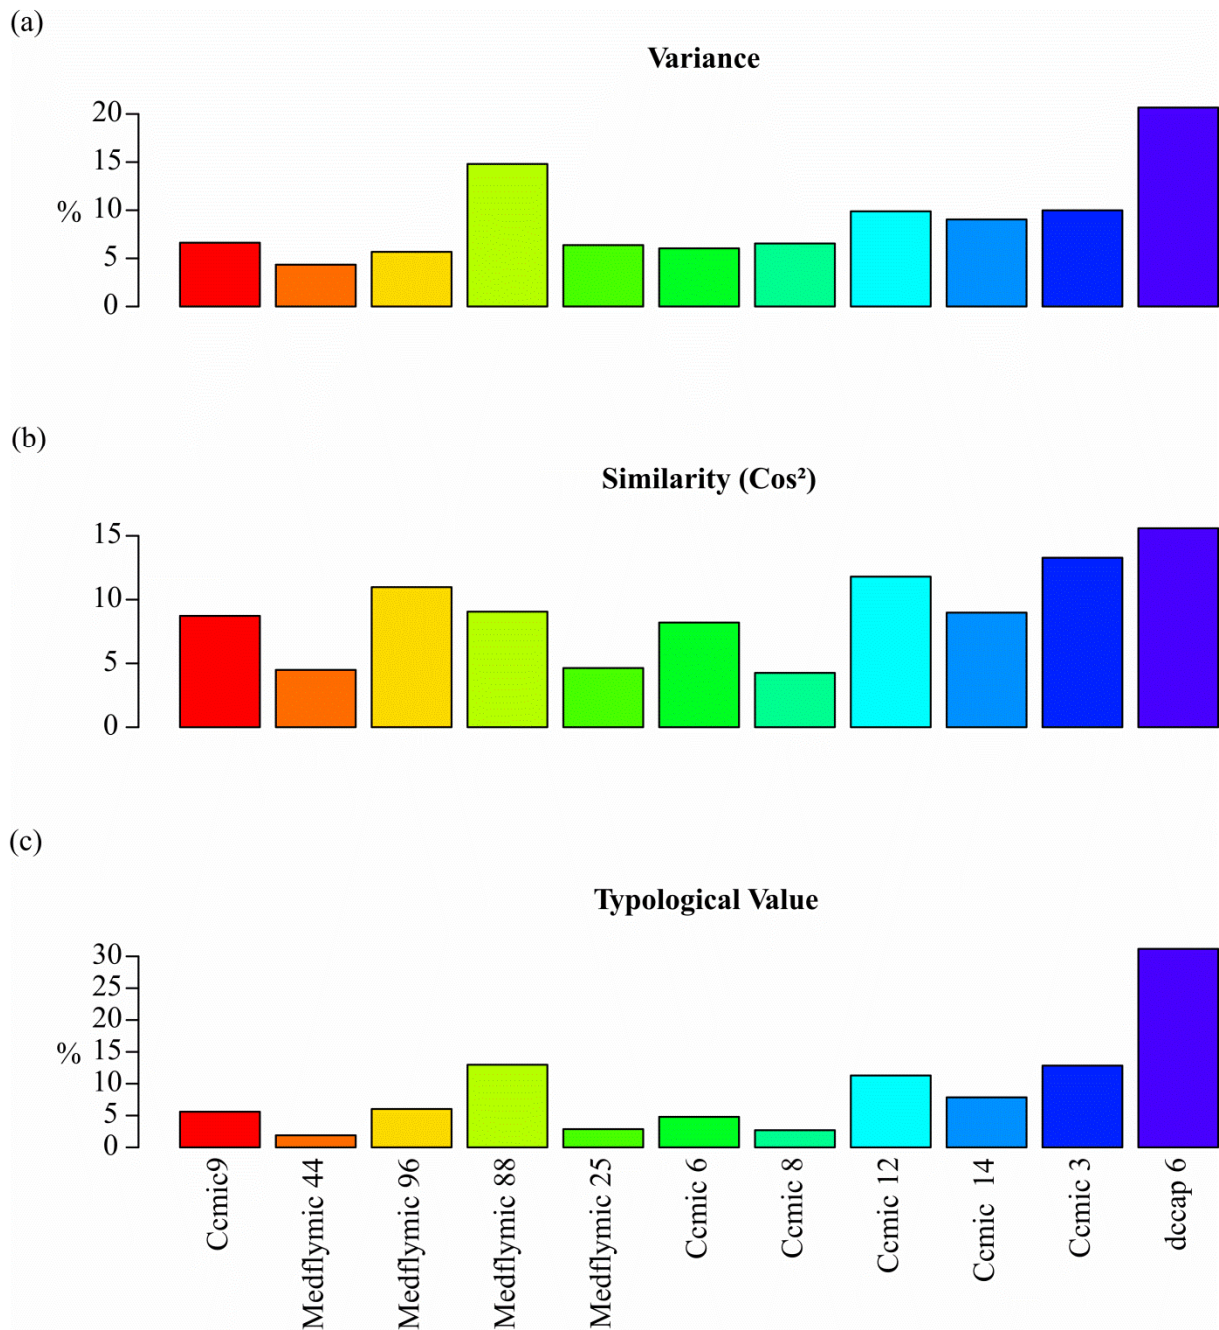 (a)
Variance
20
15
% 10
5
0
(b)
Similarity (Cos²)
15
10
5
0
(c)
Typological Value
30
25
20
% 15
10
5
0
Ccmic9
Medflymic 44
Medflymic 96
Medflymic 88
Medflymic 25
Ccmic 6
Ccmic 8
Ccmic 12
Ccmic 14
Ccmic 3
dccap 6